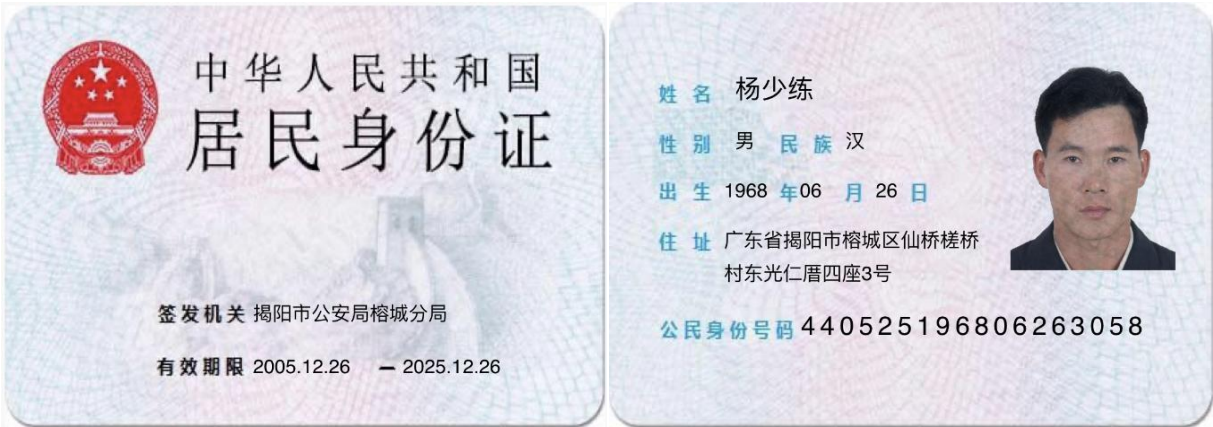 中华人民共和国
居民身份证
签发机关 揭阳市公安局榕城分局
有效期限 2005.12.26 － 2025.12.26
姓名 杨少练
性别 男 民族 汉
出生 1968 年 06 月 26 日
住址 广东省揭阳市榕城区仙桥槎桥
村东光仁厝四座3号
公民身份号码 440525196806263058